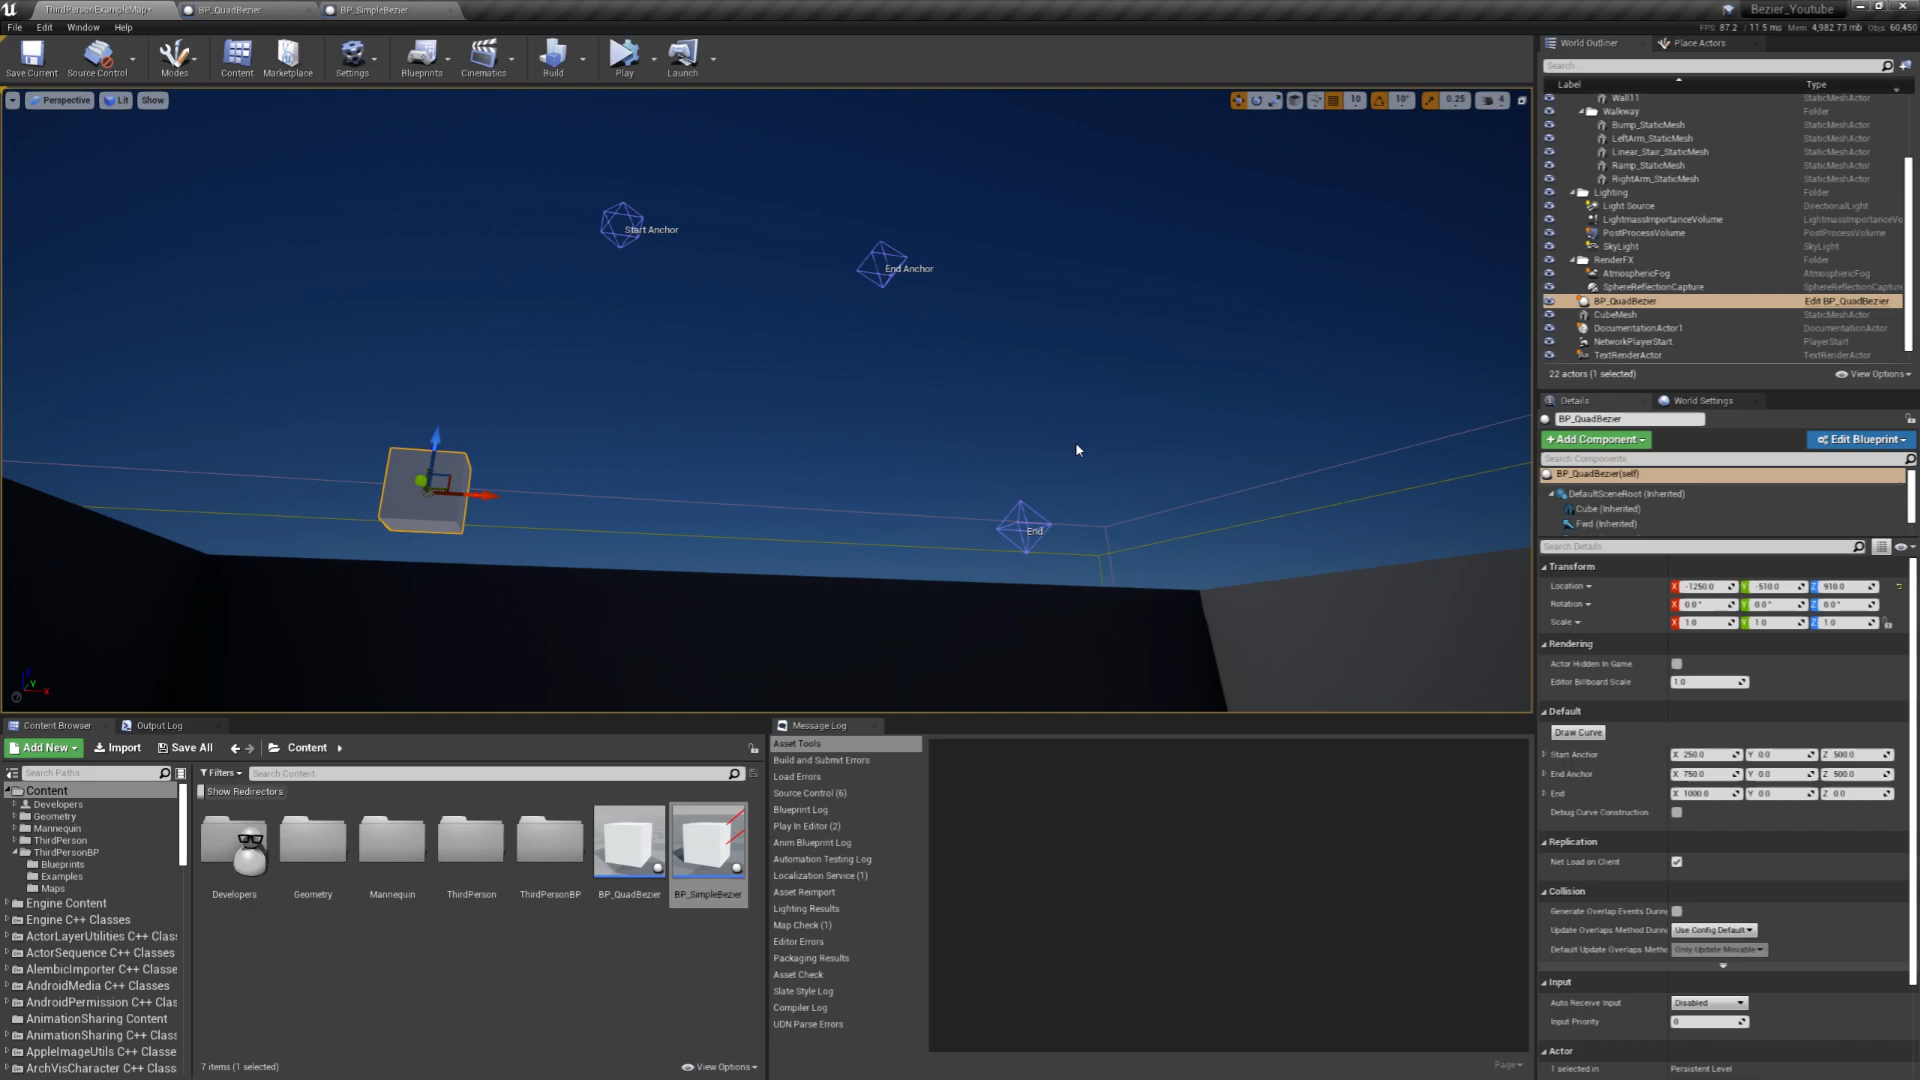 ThirdPersonExampleMap*
BP_QuadBezier
BP_SimpleBezier
Bezier_Youtube
File Edit Window Help
FPS: 87.2 / 11.5 ms Mem: 4,982.73 mb Objs: 60,450
Save Current
Source Control
Modes
Content
Marketplace
Settings
Blueprints
Cinematics
Build
Play
Launch
World Outliner
Place Actors
Search...
Label Type
Perspective Lit Show
10 10° 0.25 4
Wall11 StaticMeshActor
Walkway Folder
Bump_StaticMesh StaticMeshActor
LeftArm_StaticMesh StaticMeshActor
Linear_Stair_StaticMesh StaticMeshActor
Ramp_StaticMesh StaticMeshActor
RightArm_StaticMesh StaticMeshActor
Lighting Folder
Light Source DirectionalLight
LightmassImportanceVolume LightmassImportanceVo
PostProcessVolume PostProcessVolume
SkyLight SkyLight
RenderFX Folder
AtmosphericFog AtmosphericFog
SphereReflectionCapture SphereReflectionCapture
BP_QuadBezier Edit BP_QuadBezier
CubeMesh StaticMeshActor
DocumentationActor1 DocumentationActor
NetworkPlayerStart PlayerStart
TextRenderActor TextRenderActor
22 actors (1 selected) View Options
Start Anchor
End Anchor
End
X Y Z
Details
World Settings
BP_QuadBezier
+Add Component
Edit Blueprint
Search Components
BP_QuadBezier(self)
DefaultSceneRoot (Inherited)
Cube (Inherited)
Fwd (Inherited)
Search Details
Transform
Location X -1250.0 Y -510.0 Z 910.0
Rotation X 0.0° Y 0.0° Z 0.0°
Scale X 1.0 Y 1.0 Z 1.0
Rendering
Actor Hidden In Game
Editor Billboard Scale 1.0
Default
Draw Curve
Start Anchor X 250.0 Y 0.0 Z 500.0
End Anchor X 750.0 Y 0.0 Z 500.0
End X 1000.0 Y 0.0 Z 0.0
Debug Curve Construction
Replication
Net Load on Client
Collision
Generate Overlap Events During
Update Overlaps Method During Use Config Default
Default Update Overlaps Metho Only Update Movable
Input
Auto Receive Input Disabled
Input Priority 0
Actor
1 selected in Persistent Level
Content Browser
Output Log
Add New
Import
Save All
Content
Search Paths
Filters
Search Content
Show Redirectors
Content
Developers
Geometry
Mannequin
ThirdPerson
ThirdPersonBP
Blueprints
Examples
Maps
Engine Content
Engine C++ Classes
ActorLayerUtilities C++ Class
ActorSequence C++ Classes
AlembicImporter C++ Classe
AndroidMedia C++ Classes
AndroidPermission C++ Clas
AnimationSharing Content
AnimationSharing C++ Class
AppleImageUtils C++ Classe
ArchVisCharacter C++ Class
Developers
Geometry
Mannequin
ThirdPerson
ThirdPersonBP
BP_QuadBezier
BP_SimpleBezier
7 items (1 selected)
View Options
Message Log
Asset Tools
Build and Submit Errors
Load Errors
Source Control (6)
Blueprint Log
Play In Editor (2)
Anim Blueprint Log
Automation Testing Log
Localization Service (1)
Asset Reimport
Lighting Results
Map Check (1)
Editor Errors
Packaging Results
Asset Check
Slate Style Log
Compiler Log
UDN Parse Errors
Page